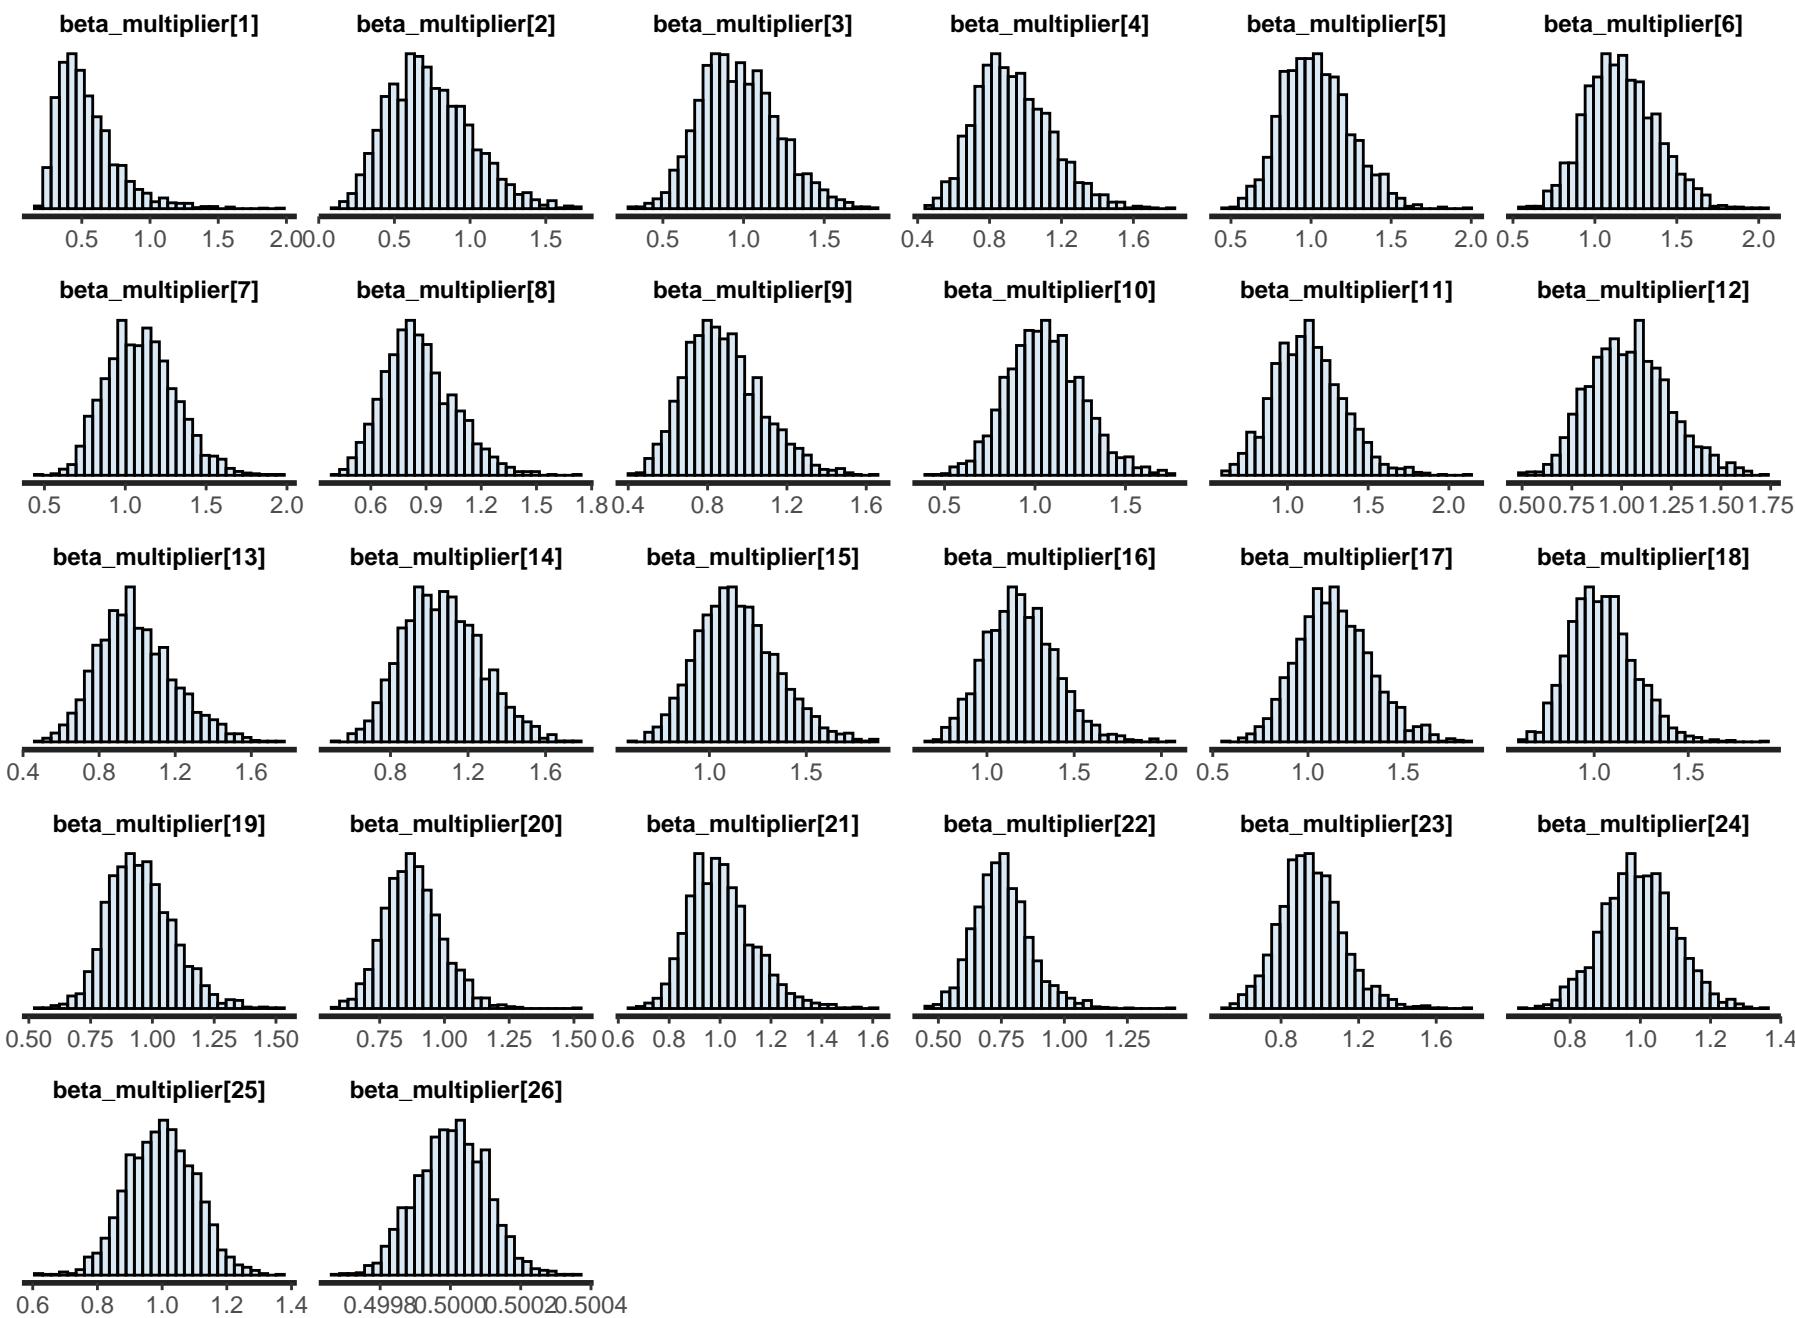 beta_multiplier[1] beta_multiplier[2] beta_multiplier[3] beta_multiplier[4] beta_multiplier[5] beta_multiplier[6]
0.5 1.0 1.5 2.0 0.0 0.5 1.0 1.5 0.5 1.0 1.5 0.4 0.8 1.2 1.6 0.5 1.0 1.5 2.0 0.5 1.0 1.5 2.0
beta_multiplier[7] beta_multiplier[8] beta_multiplier[9] beta_multiplier[10] beta_multiplier[11] beta_multiplier[12]
0.5 1.0 1.5 2.0 0.6 0.9 1.2 1.5 1.8 0.4 0.8 1.2 1.6 0.5 1.0 1.5 1.0 1.5 2.0 0.50 0.75 1.00 1.25 1.50 1.75
beta_multiplier[13] beta_multiplier[14] beta_multiplier[15] beta_multiplier[16] beta_multiplier[17] beta_multiplier[18]
0.4 0.8 1.2 1.6 0.8 1.2 1.6 1.0 1.5 1.0 1.5 2.0 0.5 1.0 1.5 1.0 1.5
beta_multiplier[19] beta_multiplier[20] beta_multiplier[21] beta_multiplier[22] beta_multiplier[23] beta_multiplier[24]
0.50 0.75 1.00 1.25 1.50 0.75 1.00 1.25 1.50 0.6 0.8 1.0 1.2 1.4 1.6 0.50 0.75 1.00 1.25 0.8 1.2 1.6 0.8 1.0 1.2 1.4
beta_multiplier[25] beta_multiplier[26]
0.6 0.8 1.0 1.2 1.4 0.4998 0.5000 0.5002 0.5004